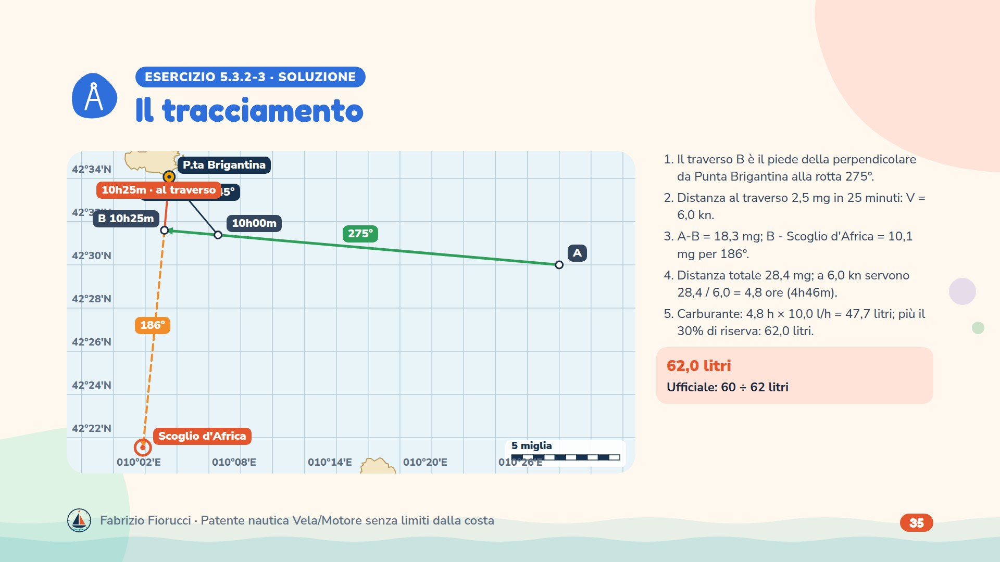 ESERCIZIO 5.3.2-3 · SOLUZIONE
Il tracciamento
42°34'N
P.ta Brigantina
10h25m · al traverso
45°
B 10h25m
10h00m
275°
42°30'N
A
42°28'N
186°
42°26'N
42°24'N
42°22'N
Scoglio d'Africa
5 miglia
010°02'E
010°08'E
010°14'E
010°20'E
010°26'E
1. Il traverso B è il piede della perpendicolare
da Punta Brigantina alla rotta 275°.
2. Distanza al traverso 2,5 mg in 25 minuti: V =
6,0 kn.
3. A-B = 18,3 mg; B - Scoglio d'Africa = 10,1
mg per 186°.
4. Distanza totale 28,4 mg; a 6,0 kn servono
28,4 / 6,0 = 4,8 ore (4h46m).
5. Carburante: 4,8 h × 10,0 l/h = 47,7 litri; più il
30% di riserva: 62,0 litri.
62,0 litri
Ufficiale: 60 ÷ 62 litri
Fabrizio Fiorucci · Patente nautica Vela/Motore senza limiti dalla costa
35